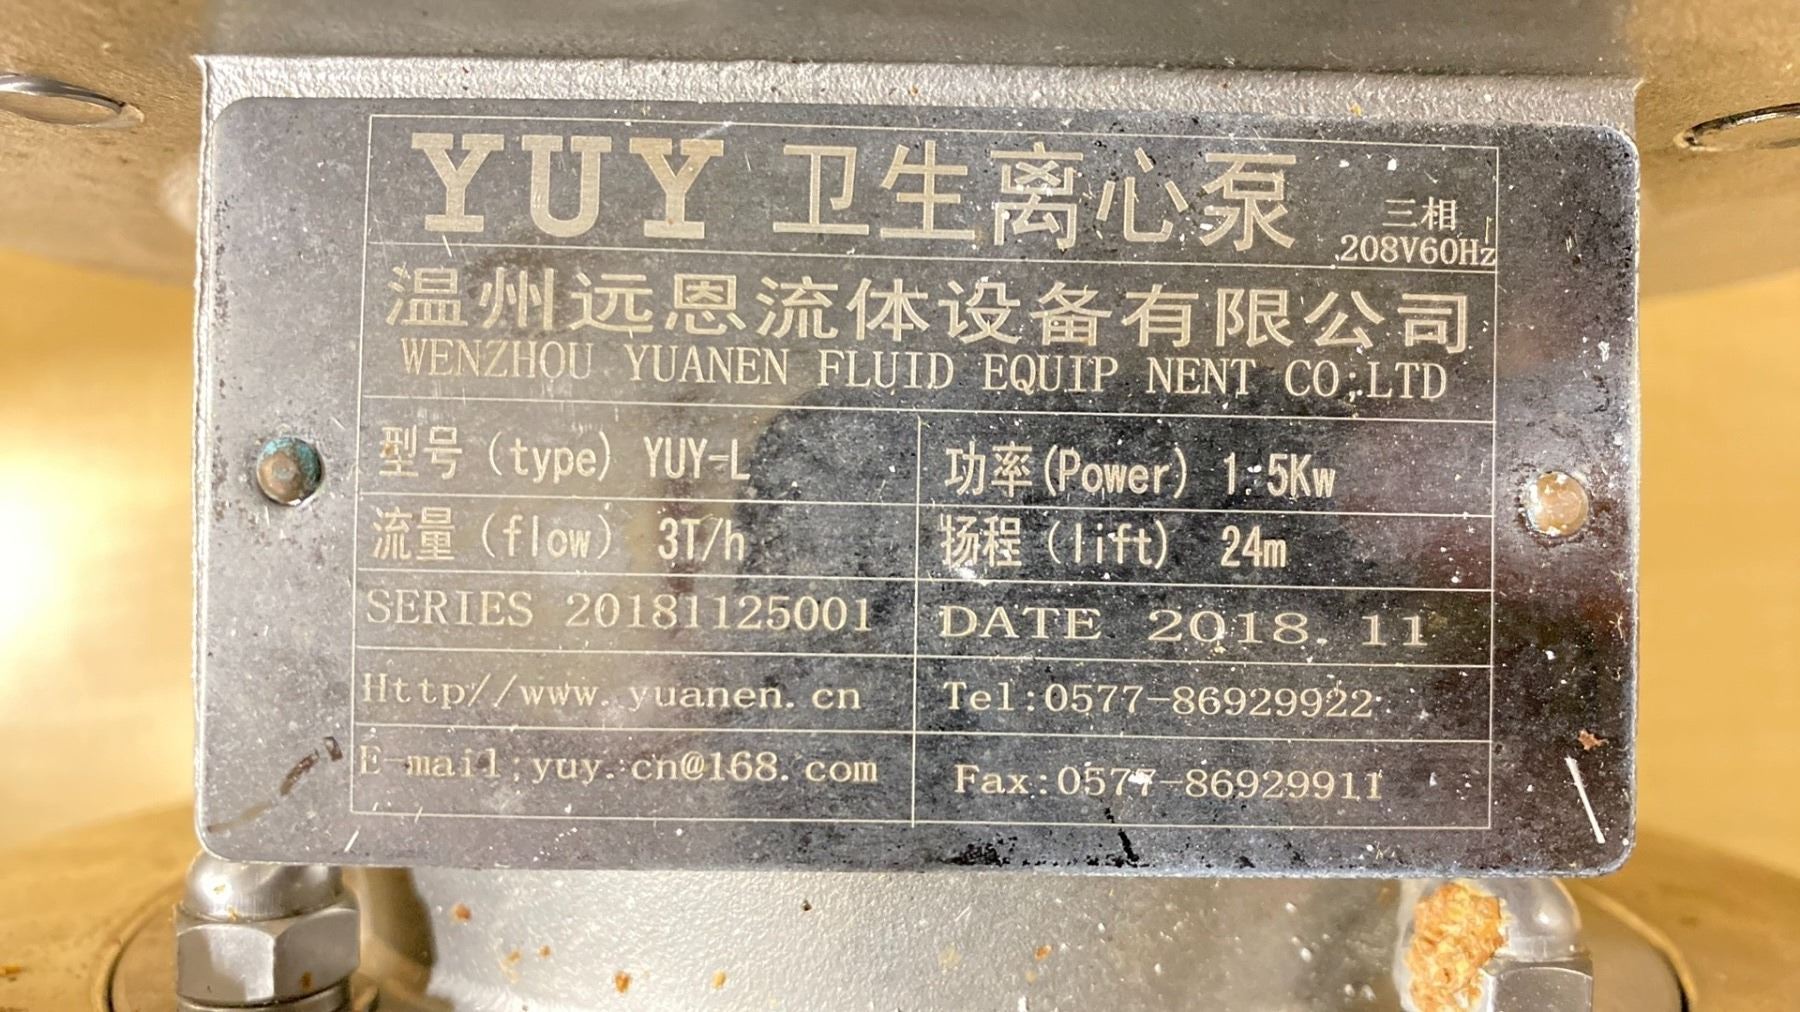 YUY 卫生离心泵 三相
208V60Hz
温州远恩流体设备有限公司
WENZHOU YUANEN FLUID EQUIP NENT CO;LTD
型号 (type) YUY-L 功率(Power) 1.5Kw
流量 (flow) 3T/h 扬程 (lift) 24m
SERIES 20181125001 DATE 2018.11
Http//www.yuanen.cn Tel:0577-86929922
E-mail:yuy.cn@168.com Fax:0577-86929911